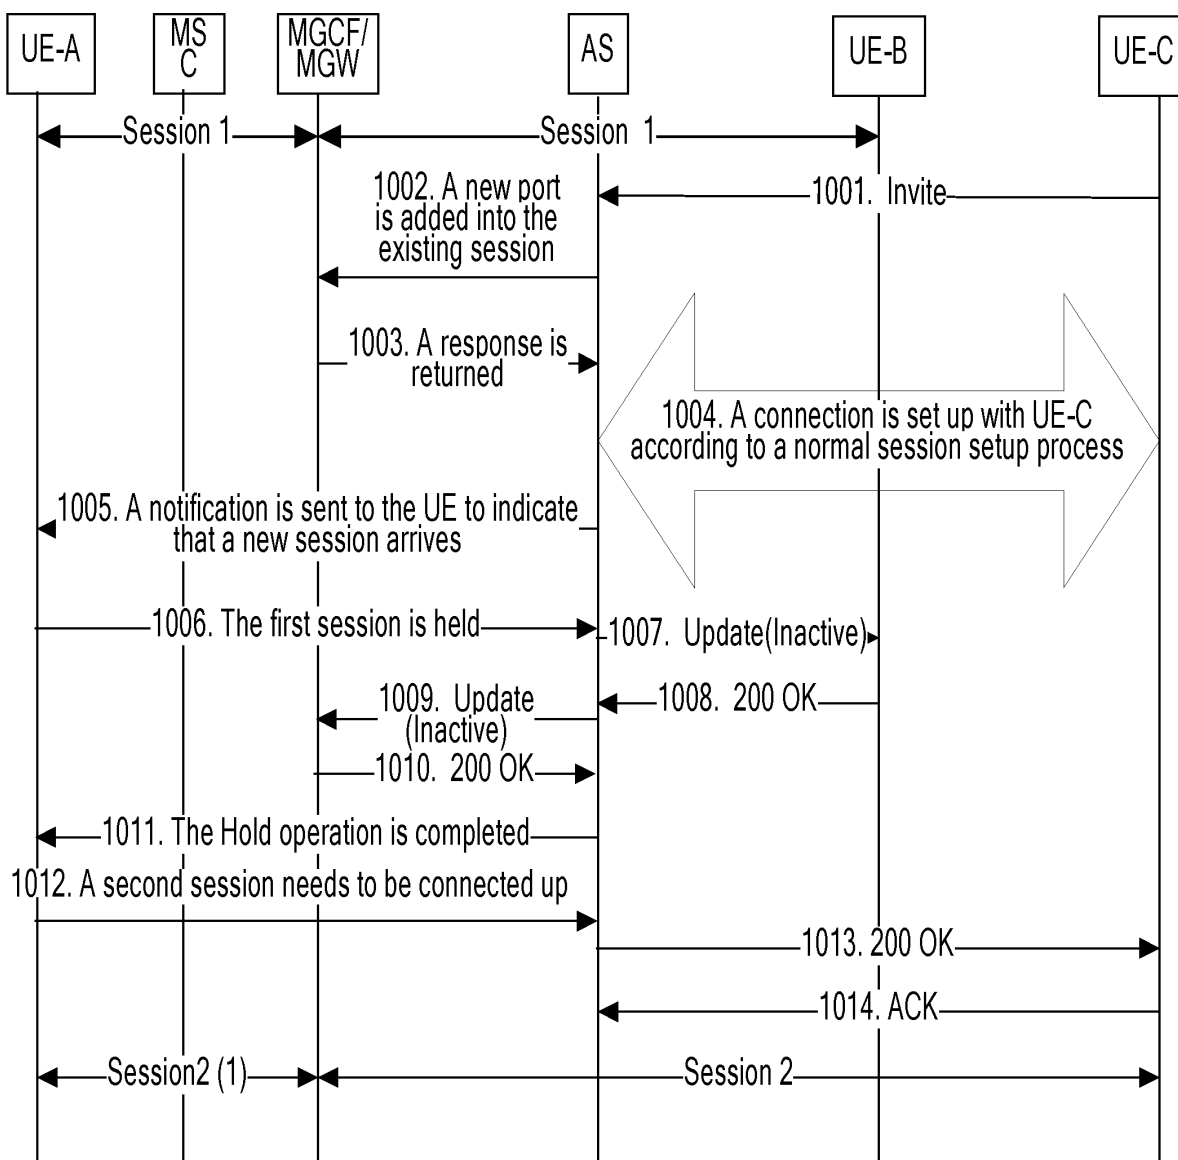 UE-A
MS
C
MGCF/
MGW
AS
UE-B
UE-C
Session 1
Session 1
1001. Invite
1002. A new port
is added into the
existing session
1003. A response is
returned
1004. A connection is set up with UE-C
according to a normal session setup process
1005. A notification is sent to the UE to indicate
that a new session arrives
1006. The first session is held
1007. Update(Inactive)
1008. 200 OK
1009. Update
(Inactive)
1010. 200 OK
1011. The Hold operation is completed
1012. A second session needs to be connected up
1013. 200 OK
1014. ACK
Session2 (1)
Session 2